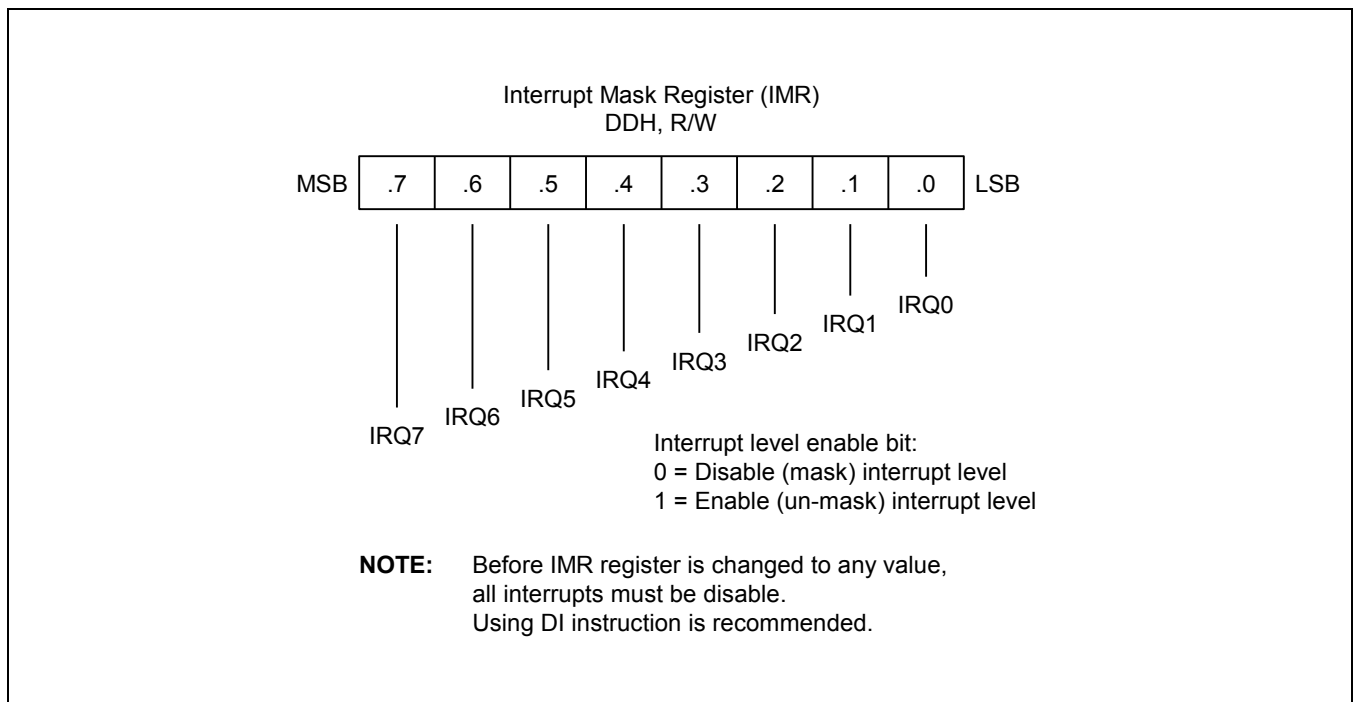 Interrupt Mask Register (IMR)
DDH, R/W
MSB .7 .6 .5 .4 .3 .2 .1 .0 LSB
IRQ0
IRQ1
IRQ2
IRQ3
IRQ4
IRQ5
IRQ6
IRQ7
Interrupt level enable bit:
0 = Disable (mask) interrupt level
1 = Enable (un-mask) interrupt level
NOTE: Before IMR register is changed to any value,
all interrupts must be disable.
Using DI instruction is recommended.